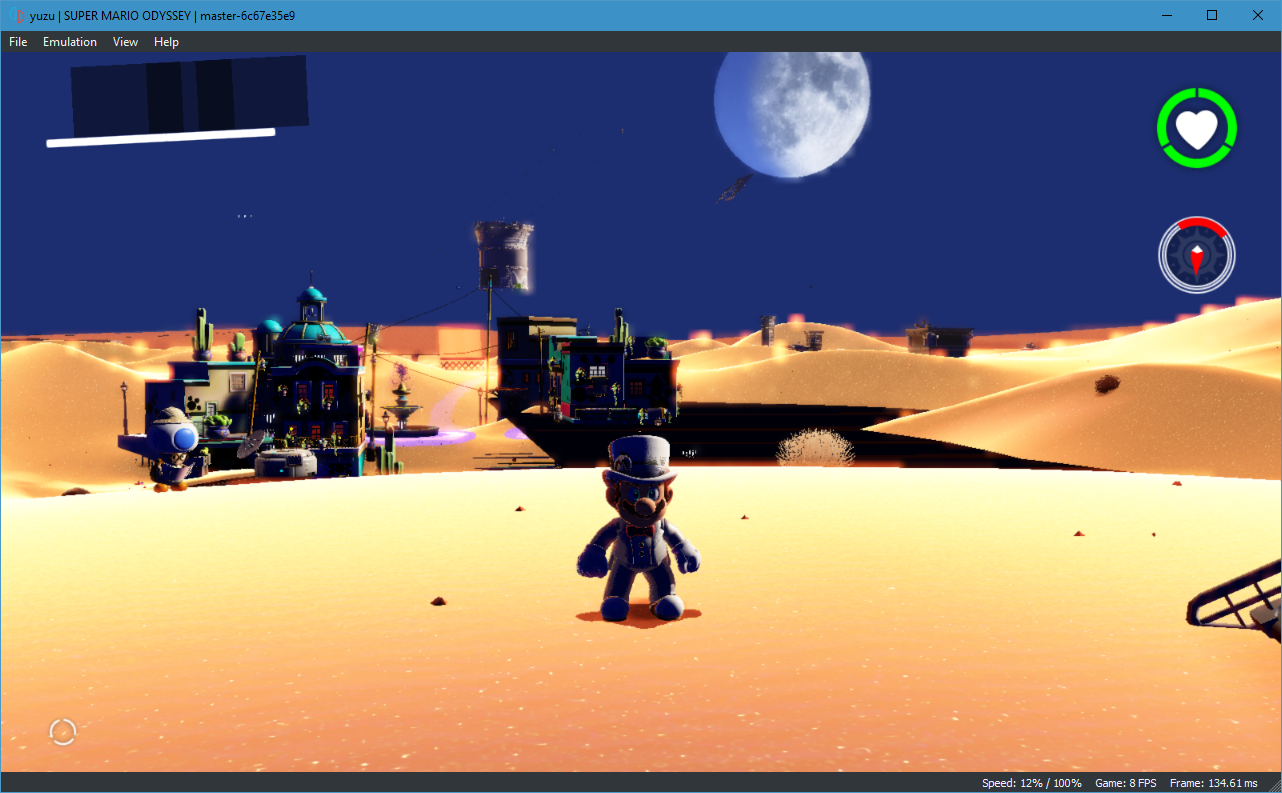 yuzu | SUPER MARIO ODYSSEY | master-6c67e35e9
File Emulation View Help
Speed: 12% / 100% Game: 8 FPS Frame: 134.61 ms